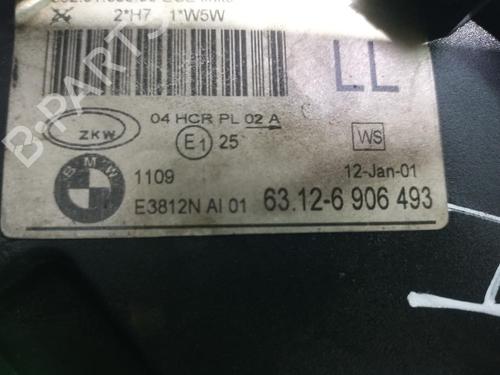 2*H7 1*W5W
LL
ZKW
04 HCR PL 02 A
E1 25
WS
BMW
1109
12-Jan-01
E3812N AI 01 63.12-6 906 493
B-PARTS